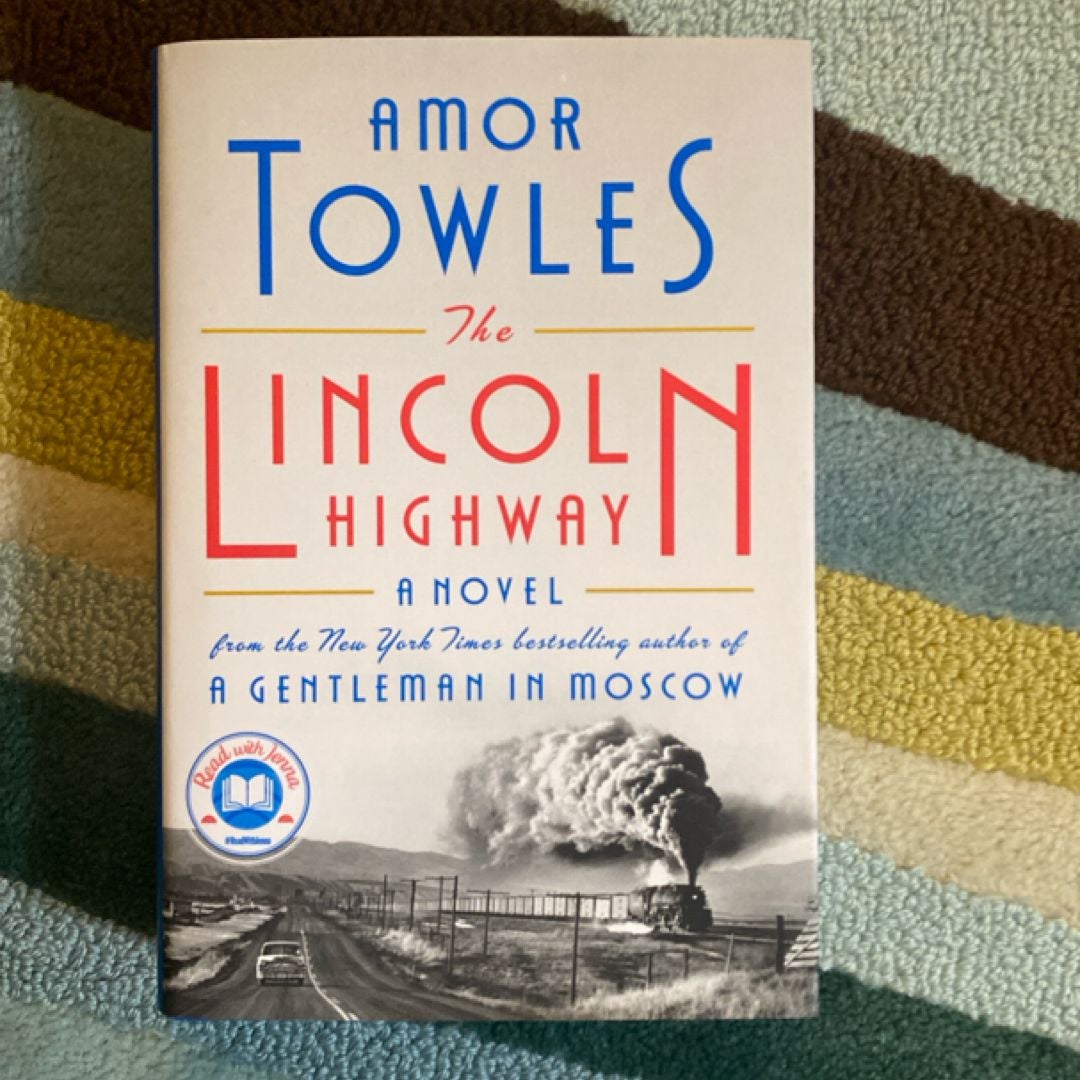 AMOR
TOWLES
The
LINCOLN
HIGHWAY
A NOVEL
from the New York Times bestselling author of
A GENTLEMAN IN MOSCOW
Read with Jenna
#ReadWithJenna